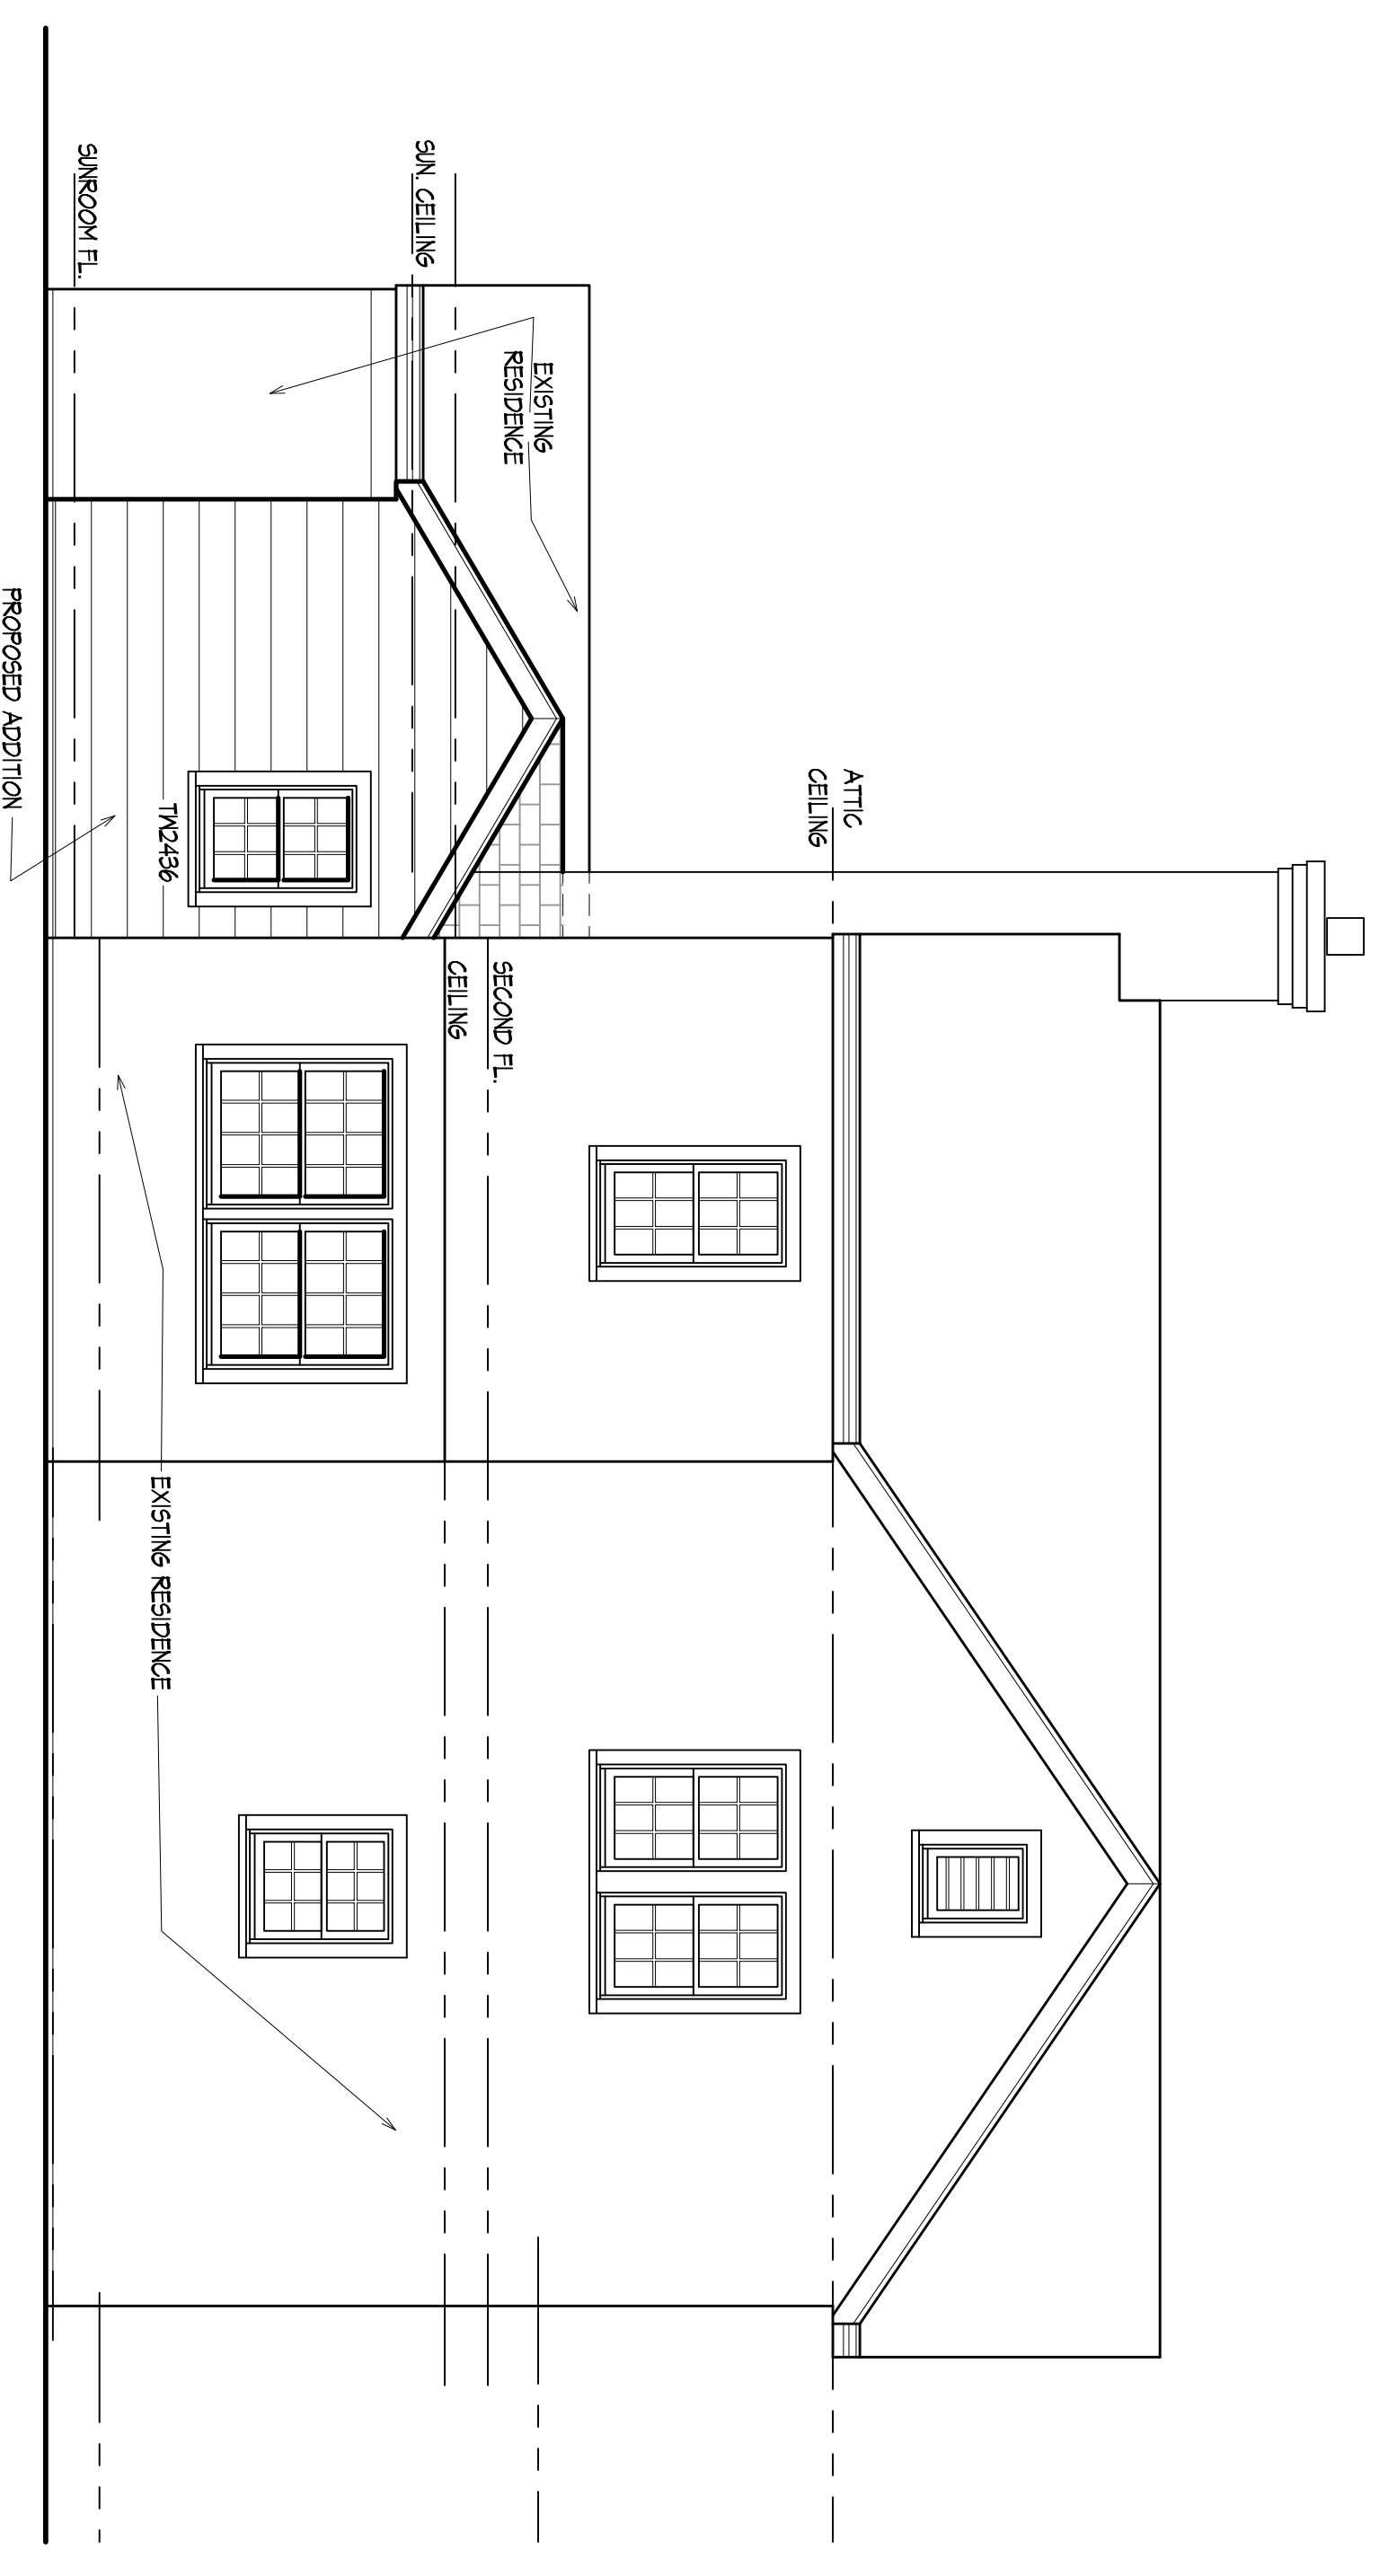 SUNROOM FL.
SUN. CEILING
EXISTING
RESIDENCE
PROPOSED ADDITION
TW2436
ATTIC
CEILING
SECOND FL.
CEILING
EXISTING RESIDENCE